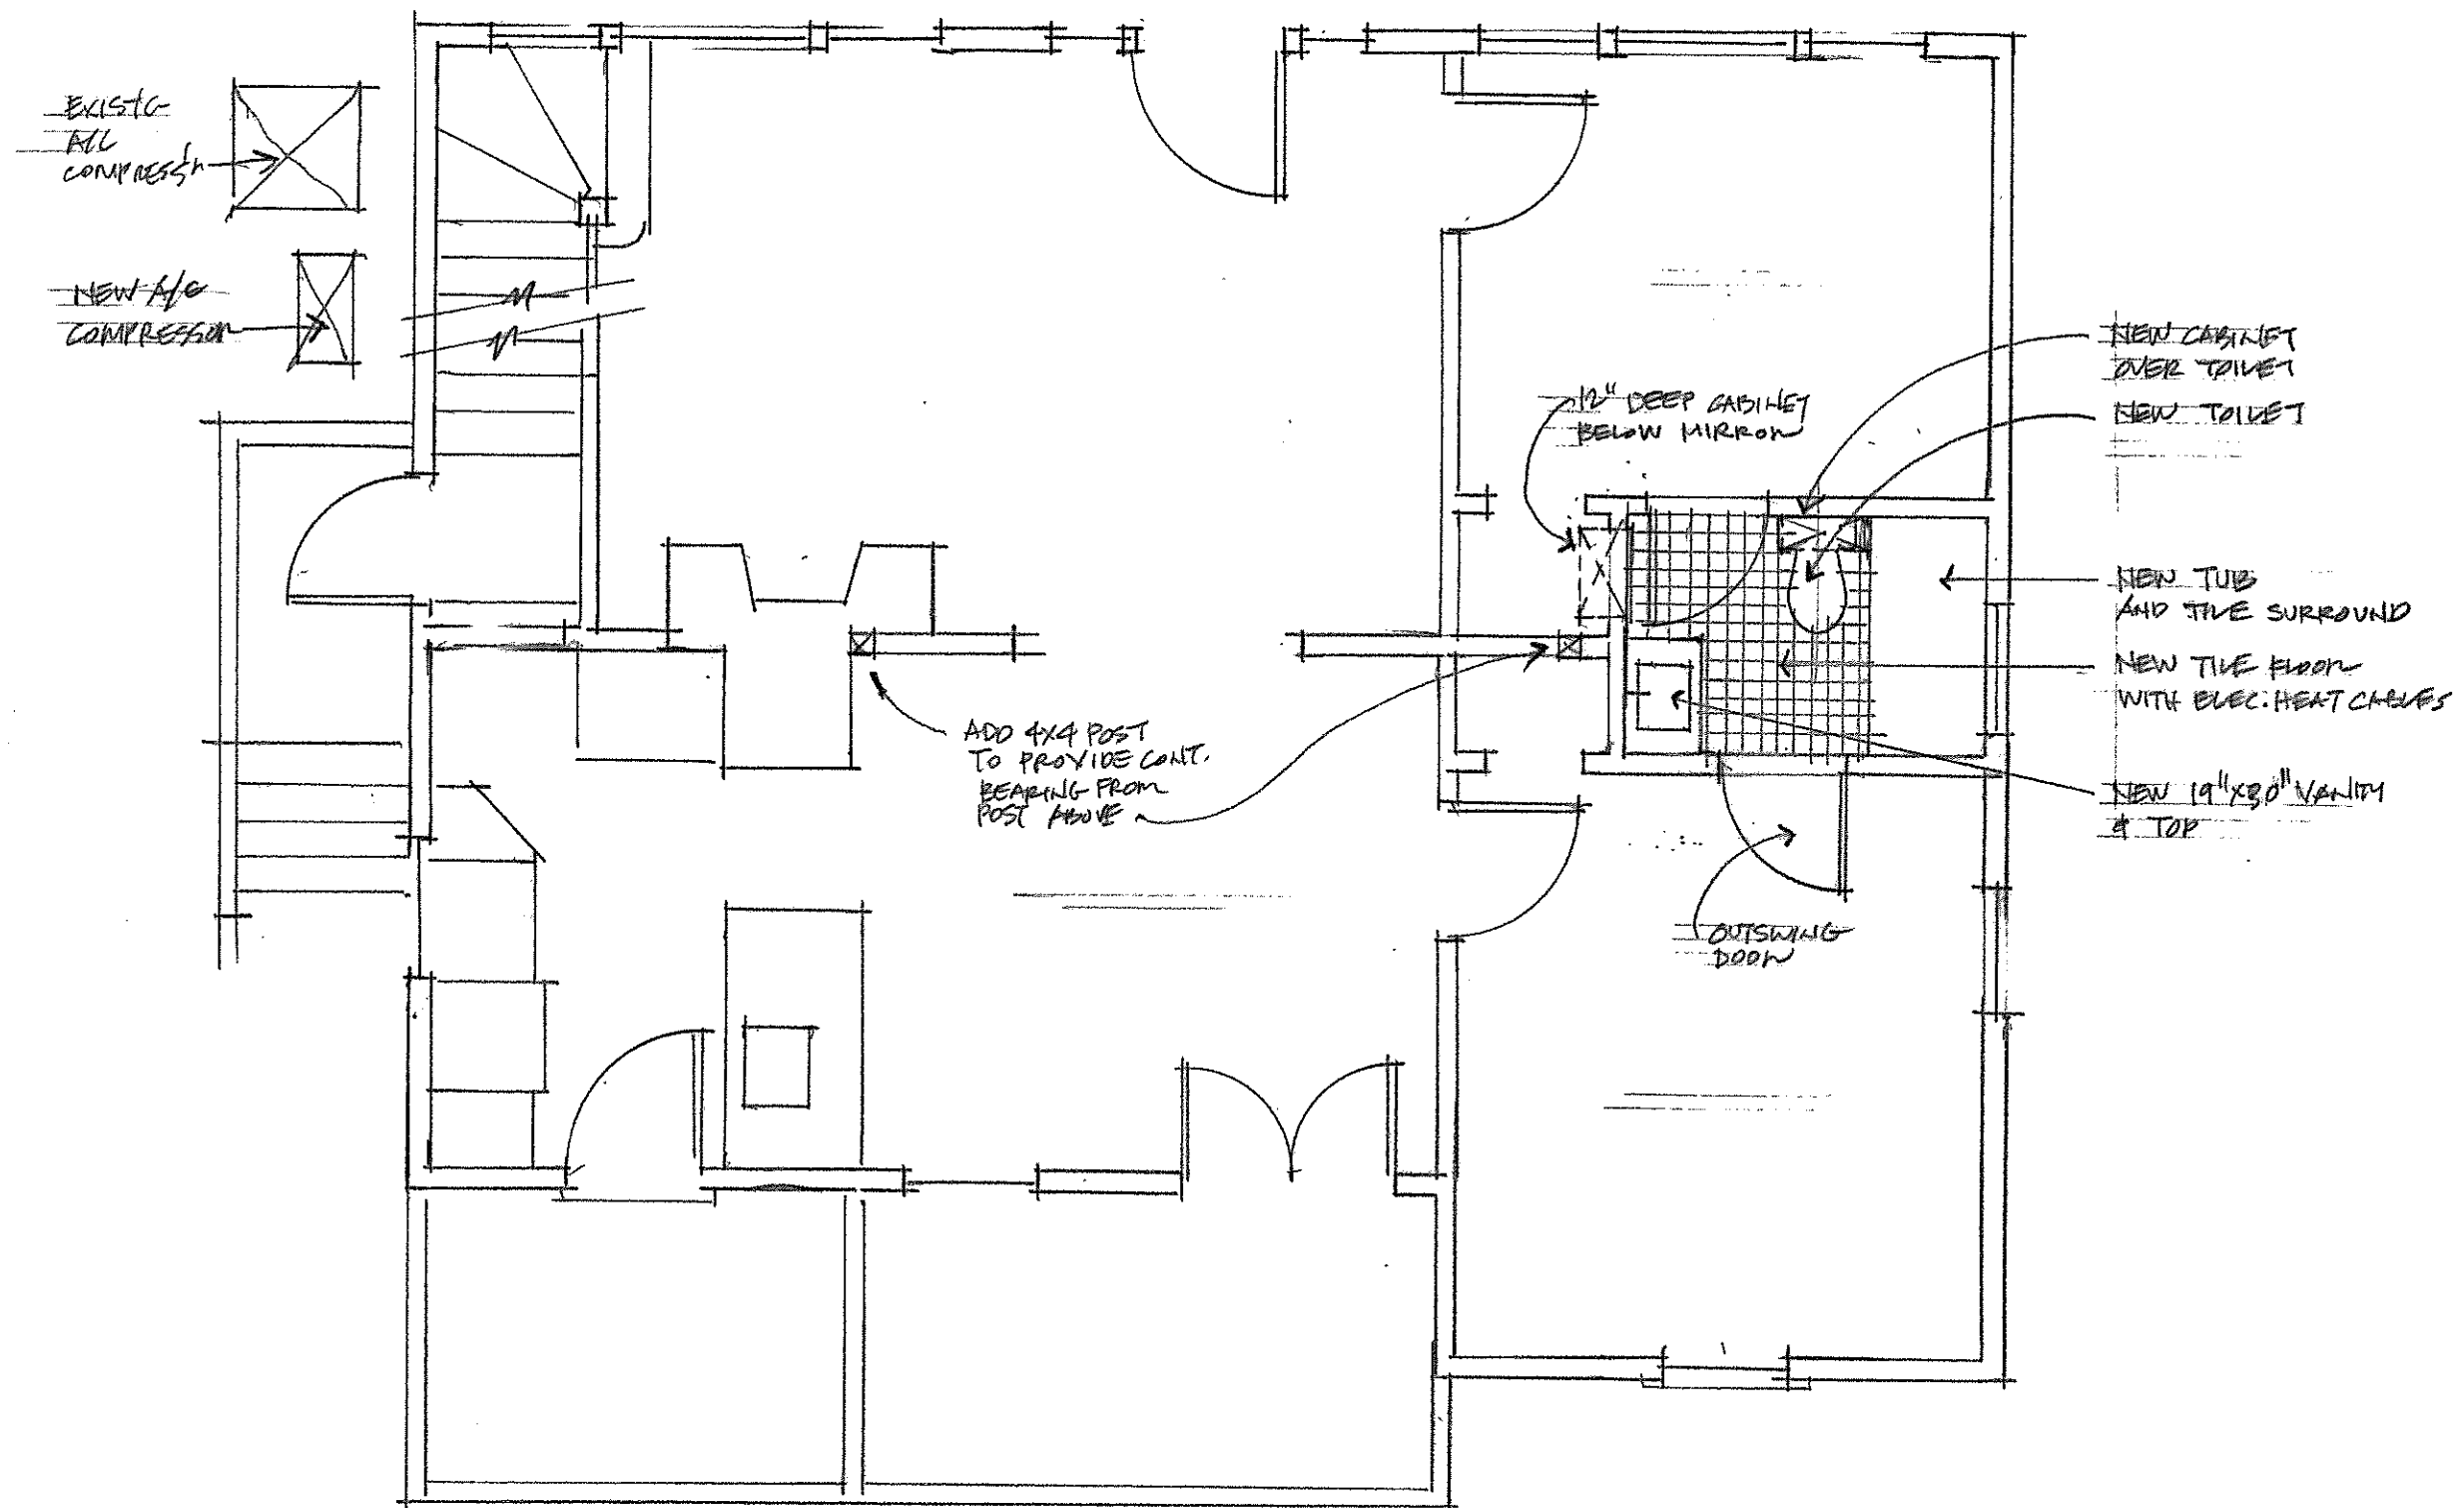 EXIST'G
A/C
COMPRESS'R
NEW A/C
COMPRESSOR
12" DEEP CABINET
BELOW MIRROR
NEW CABINET
OVER TOILET
NEW TOILET
NEW TUB
AND TILE SURROUND
NEW TILE FLOOR
WITH ELEC. HEAT CABLES
NEW 19"X30" VANITY
& TOP
ADD 4X4 POST
TO PROVIDE CONT.
BEARING FROM
POST ABOVE
OUTSWING
DOOR